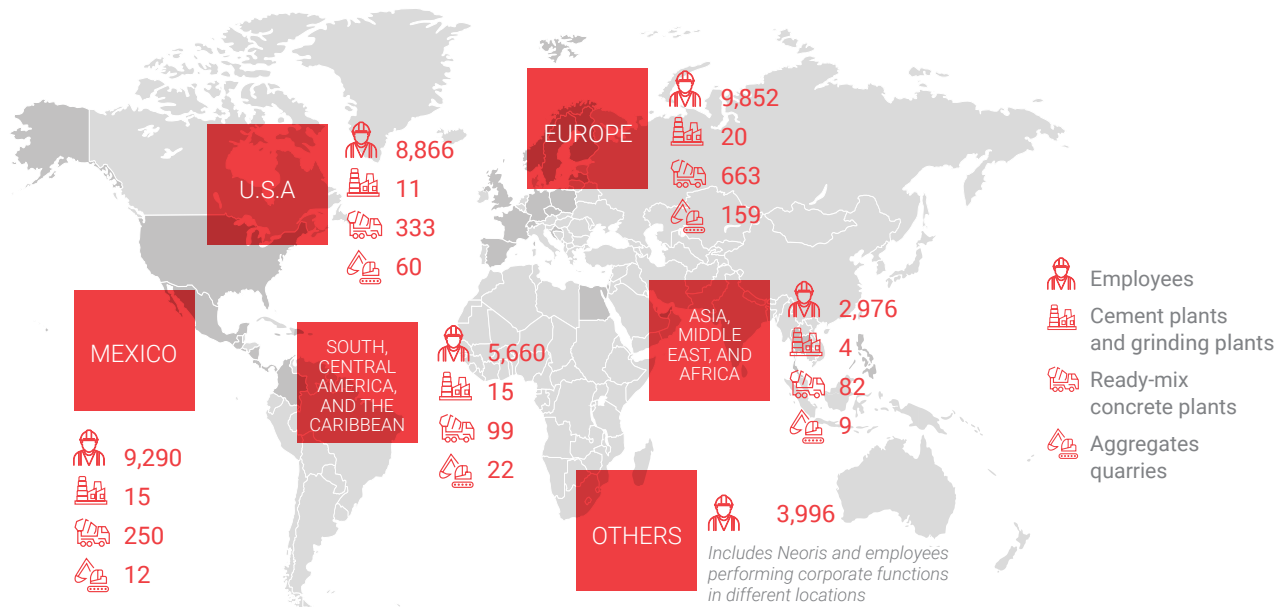 U.S.A
8,866
11
333
60
EUROPE
9,852
20
663
159
MEXICO
9,290
15
250
12
SOUTH,
CENTRAL
AMERICA,
AND THE
CARIBBEAN
5,660
15
99
22
ASIA,
MIDDLE
EAST, AND
AFRICA
2,976
4
82
9
OTHERS
3,996
Includes Neoris and employees
performing corporate functions
in different locations
Employees
Cement plants
and grinding plants
Ready-mix
concrete plants
Aggregates
quarries